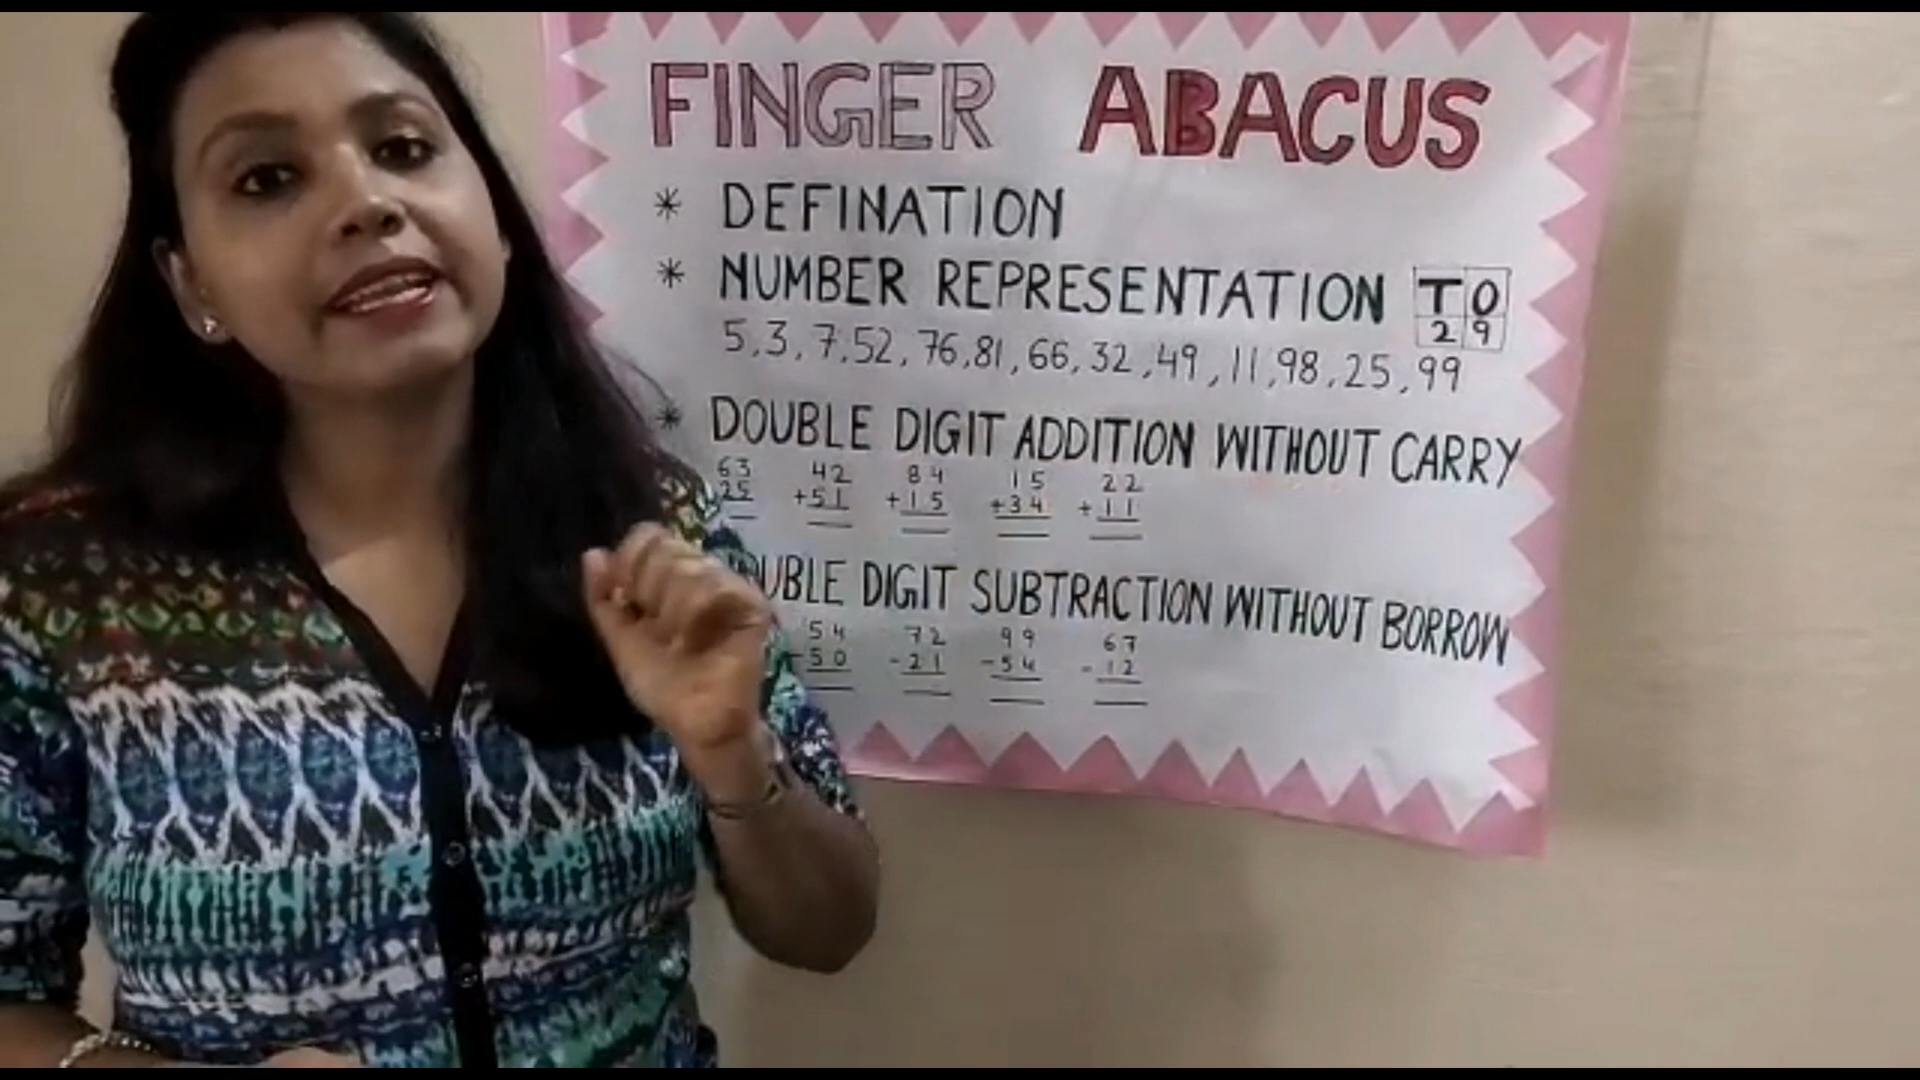 FINGER ABACUS
* DEFINATION
* NUMBER REPRESENTATION T O
2 9
5, 3, 7, 52, 76, 81, 66, 32, 49, 11, 98, 25, 99
* DOUBLE DIGIT ADDITION WITHOUT CARRY
63 42 84 15 22
25 +51 +15 +34 +11
DIGIT SUBTRACTION WITHOUT BORROW
54 72 99 67
-50 -21 -54 -12